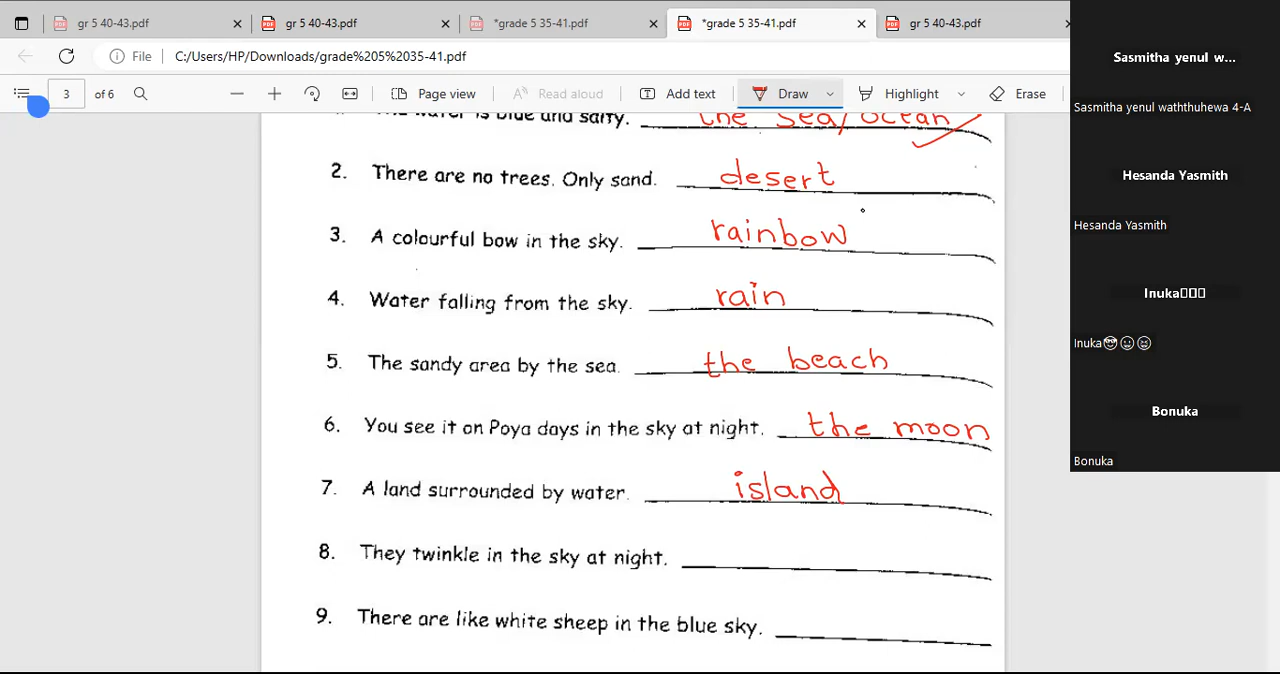 gr 5 40-43.pdf
gr 5 40-43.pdf
*grade 5 35-41.pdf
*grade 5 35-41.pdf
gr 5 40-43.pdf
File C:/Users/HP/Downloads/grade%205%2035-41.pdf
3 of 6 Page view Read aloud Add text Draw Highlight Erase
water is blue and salty. the sea/ocean
2. There are no trees. Only sand. desert
3. A colourful bow in the sky. rainbow
4. Water falling from the sky. rain
5. The sandy area by the sea. the beach
6. You see it on Poya days in the sky at night. the moon
7. A land surrounded by water. island
8. They twinkle in the sky at night.
9. There are like white sheep in the blue sky.
Sasmitha yenul w...
Sasmitha yenul waththuhewa 4-A
Hesanda Yasmith
Hesanda Yasmith
Inuka
Inuka
Bonuka
Bonuka